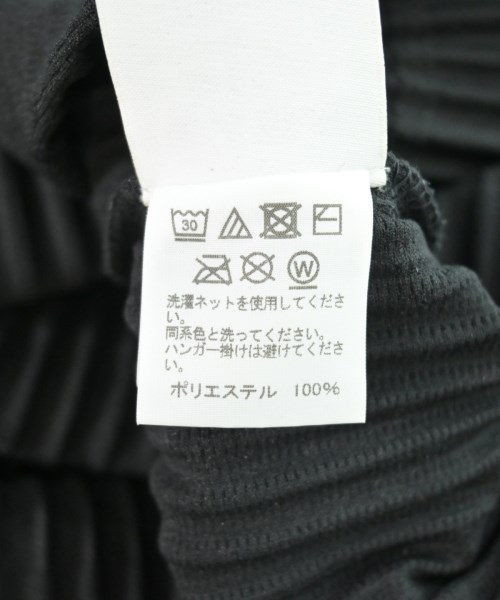 30
W
洗濯ネットを使用してくださ
い。
同系色と洗ってください。
ハンガー掛けは避けてくださ
い。
ポリエステル 100%